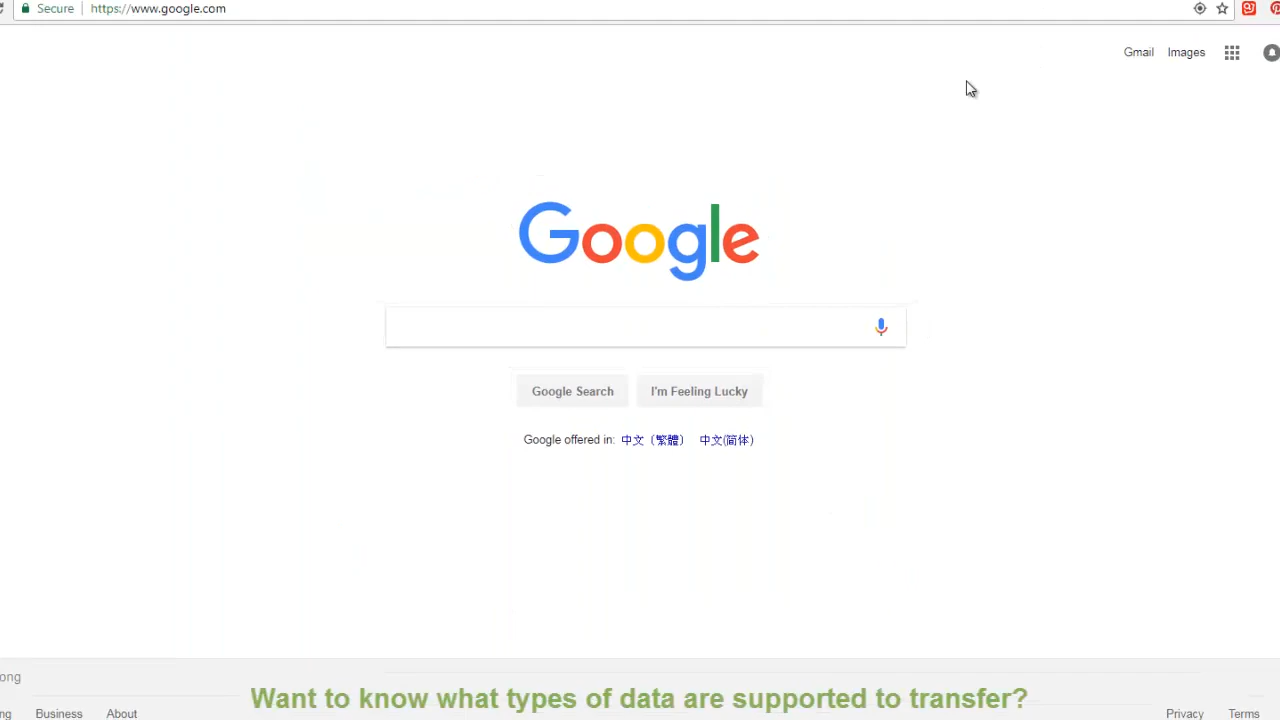 Secure https://www.google.com
Gmail Images
Google
Google Search I'm Feeling Lucky
Google offered in: 中文（繁體） 中文(简体)
ong
Want to know what types of data are supported to transfer?
ng Business About Privacy Terms